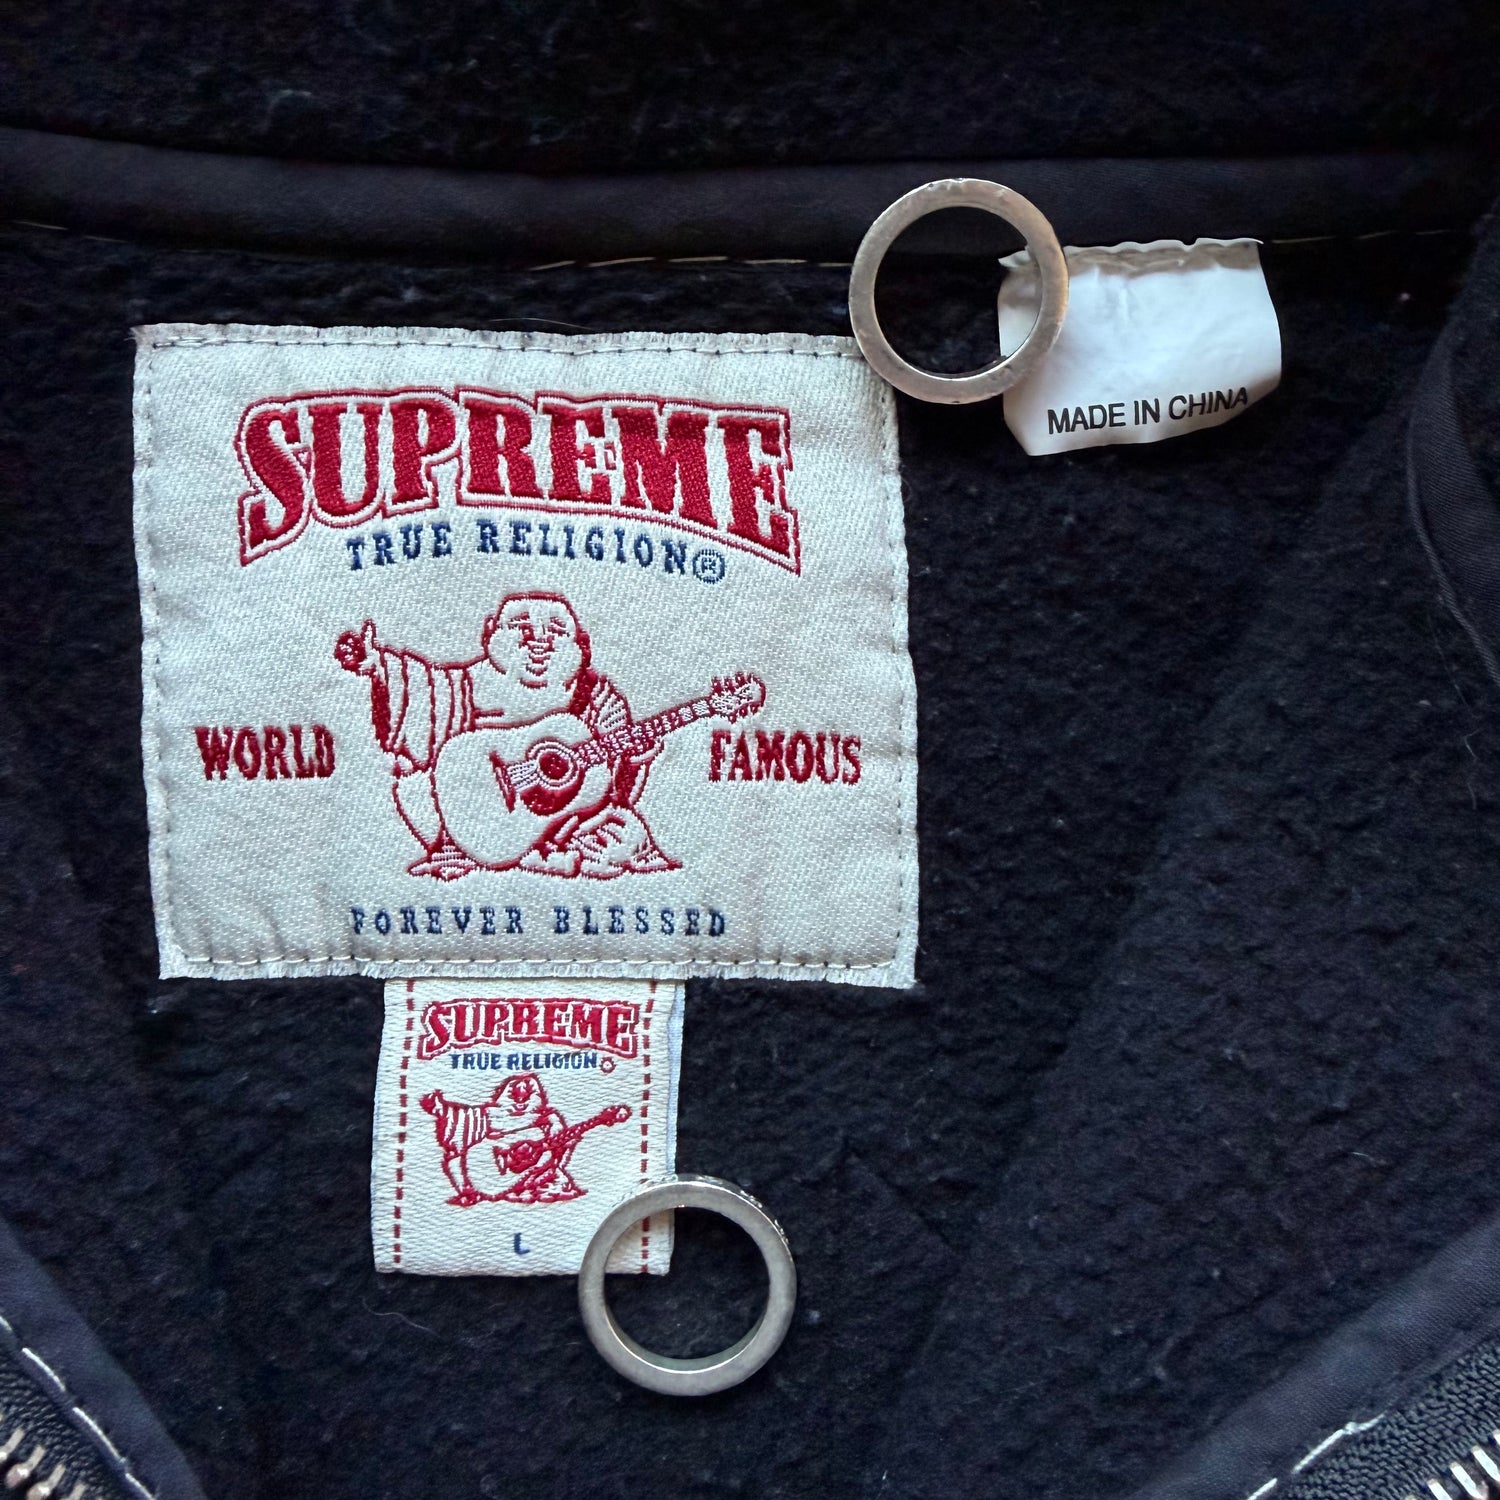 MADE IN CHINA
SUPREME
TRUE RELIGION®
WORLD FAMOUS
FOREVER BLESSED
SUPREME
TRUE RELIGION
L